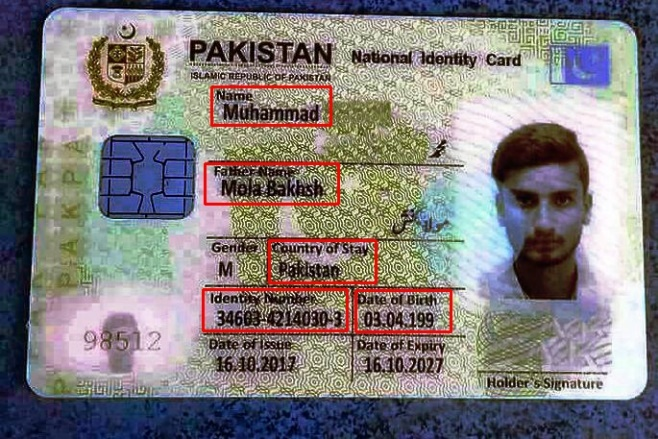 PAKISTAN National Identity Card
ISLAMIC REPUBLIC OF PAKISTAN
Name
Muhammad
Father Name
Mola Bakhsh
Gender Country of Stay
M Pakistan
Identity Number Date of Birth
34603-4214030-3 03.04.199
Date of Issue Date of Expiry
16.10.2017 16.10.2027
98512
Holder's Signature